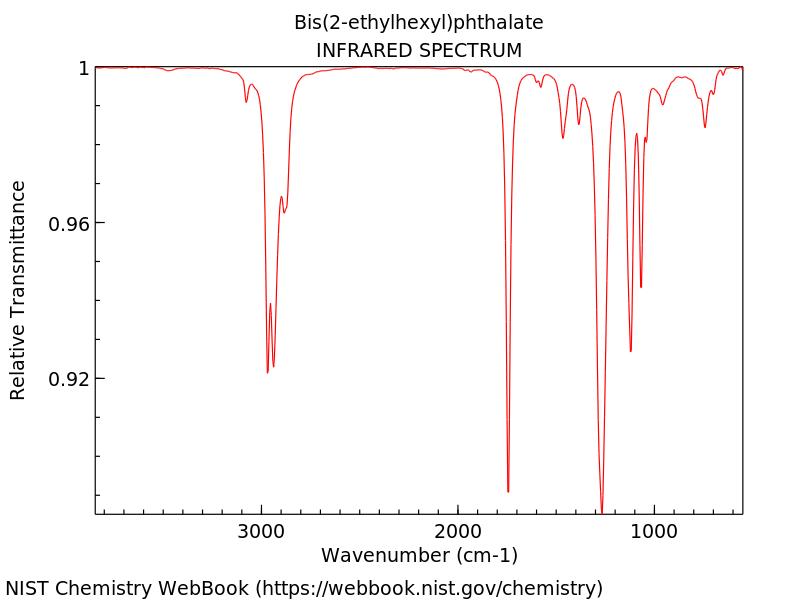 Bis(2-ethylhexyl)phthalate
INFRARED SPECTRUM
1
0.96
0.92
Relative Transmittance
3000 2000 1000
Wavenumber (cm-1)
NIST Chemistry WebBook (https://webbook.nist.gov/chemistry)